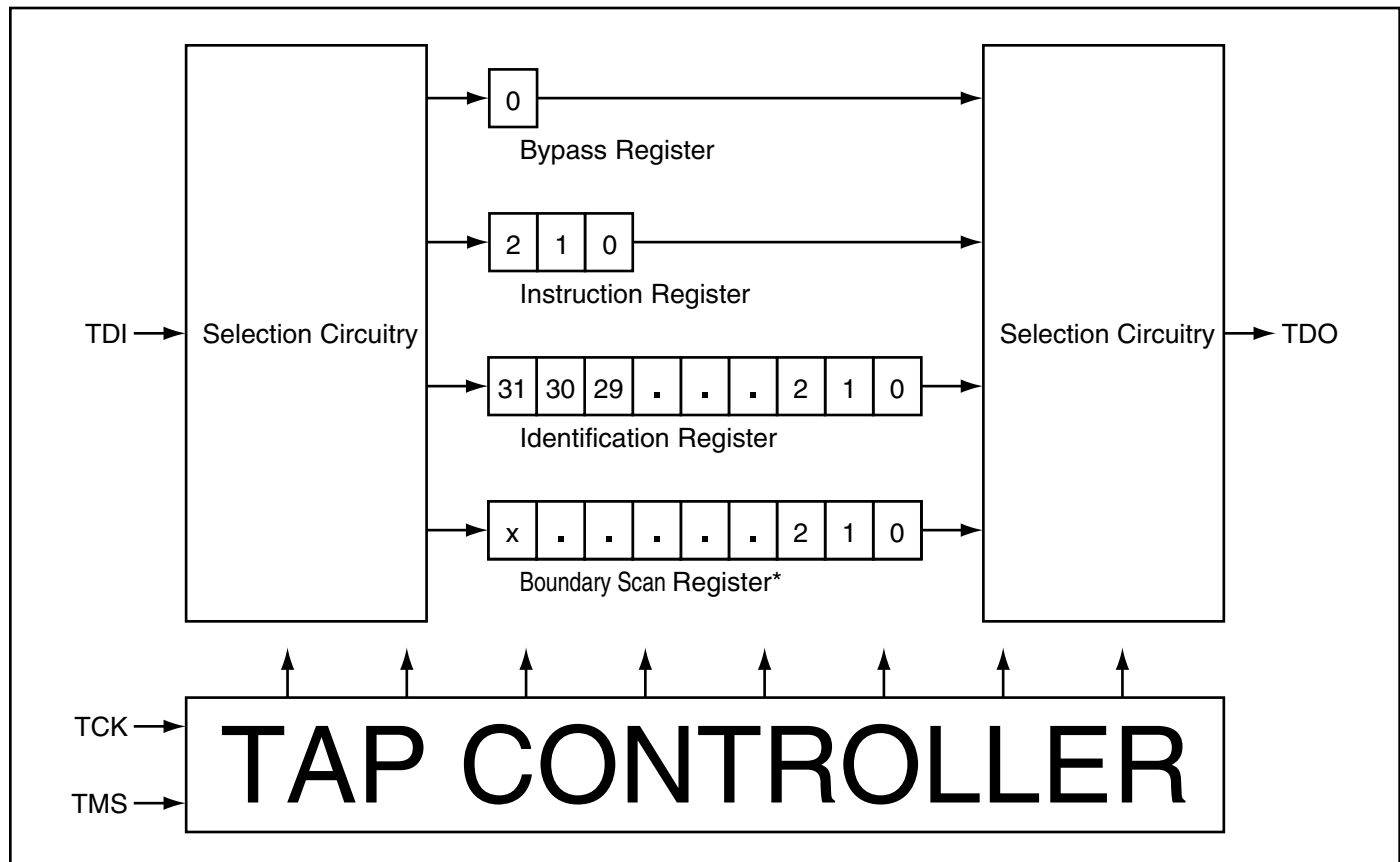 0
Bypass Register
2 1 0
Instruction Register
TDI
Selection Circuitry
Selection Circuitry
TDO
31 30 29 . . . 2 1 0
Identification Register
x . . . . . 2 1 0
Boundary Scan Register*
TCK
TMS
TAP CONTROLLER